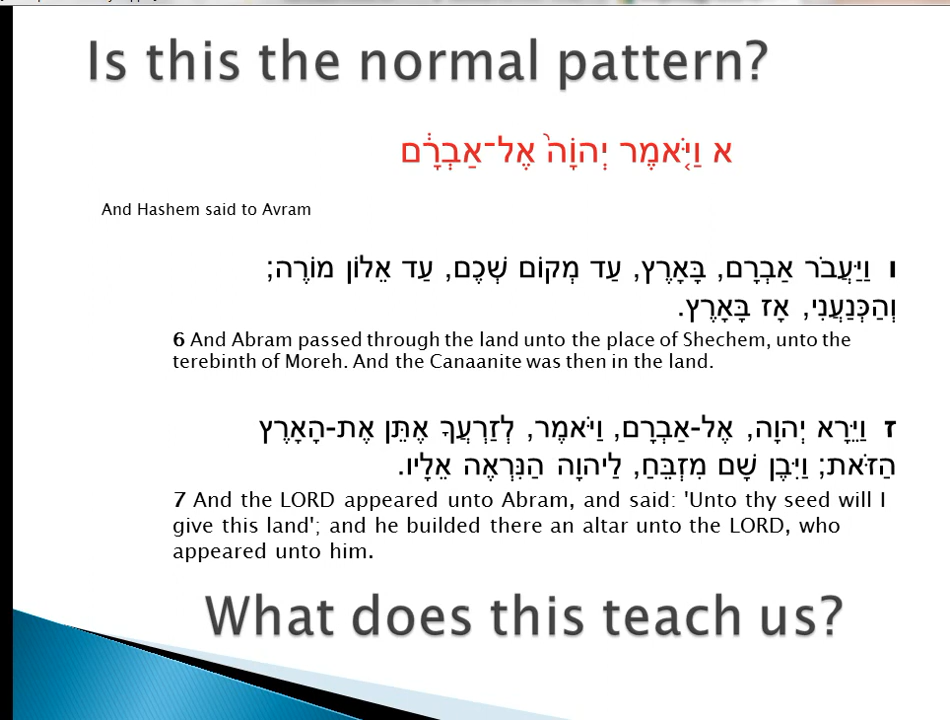 Is this the normal pattern?
א וַיֹּ֤אמֶר יְהוָה֙ אֶל־אַבְרָ֔ם
And Hashem said to Avram
ו וַיַּעֲבֹר אַבְרָם, בָּאָרֶץ, עַד מְקוֹם שְׁכֶם, עַד אֵלוֹן מוֹרֶה;
וְהַכְּנַעֲנִי, אָז בָּאָרֶץ.
6 And Abram passed through the land unto the place of Shechem, unto the
terebinth of Moreh. And the Canaanite was then in the land.
ז וַיֵּרָא יְהוָה, אֶל-אַבְרָם, וַיֹּאמֶר, לְזַרְעֲךָ אֶתֵּן אֶת-הָאָרֶץ
הַזֹּאת; וַיִּבֶן שָׁם מִזְבֵּחַ, לַיהוָה הַנִּרְאֶה אֵלָיו.
7 And the LORD appeared unto Abram, and said: 'Unto thy seed will I
give this land'; and he builded there an altar unto the LORD, who
appeared unto him.
What does this teach us?